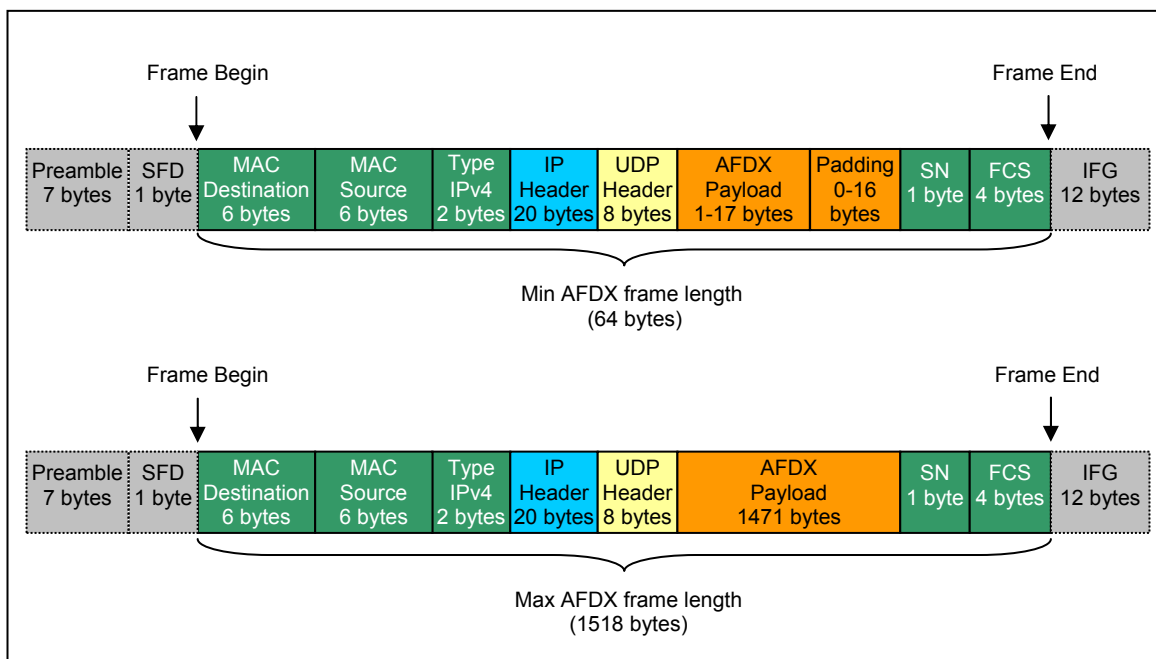 Frame Begin
Frame End
Preamble
7 bytes
SFD
1 byte
MAC
Destination
6 bytes
MAC
Source
6 bytes
Type
IPv4
2 bytes
IP
Header
20 bytes
UDP
Header
8 bytes
AFDX
Payload
1-17 bytes
Padding
0-16
bytes
SN
1 byte
FCS
4 bytes
IFG
12 bytes
Min AFDX frame length
(64 bytes)
Frame Begin
Frame End
Preamble
7 bytes
SFD
1 byte
MAC
Destination
6 bytes
MAC
Source
6 bytes
Type
IPv4
2 bytes
IP
Header
20 bytes
UDP
Header
8 bytes
AFDX
Payload
1471 bytes
SN
1 byte
FCS
4 bytes
IFG
12 bytes
Max AFDX frame length
(1518 bytes)